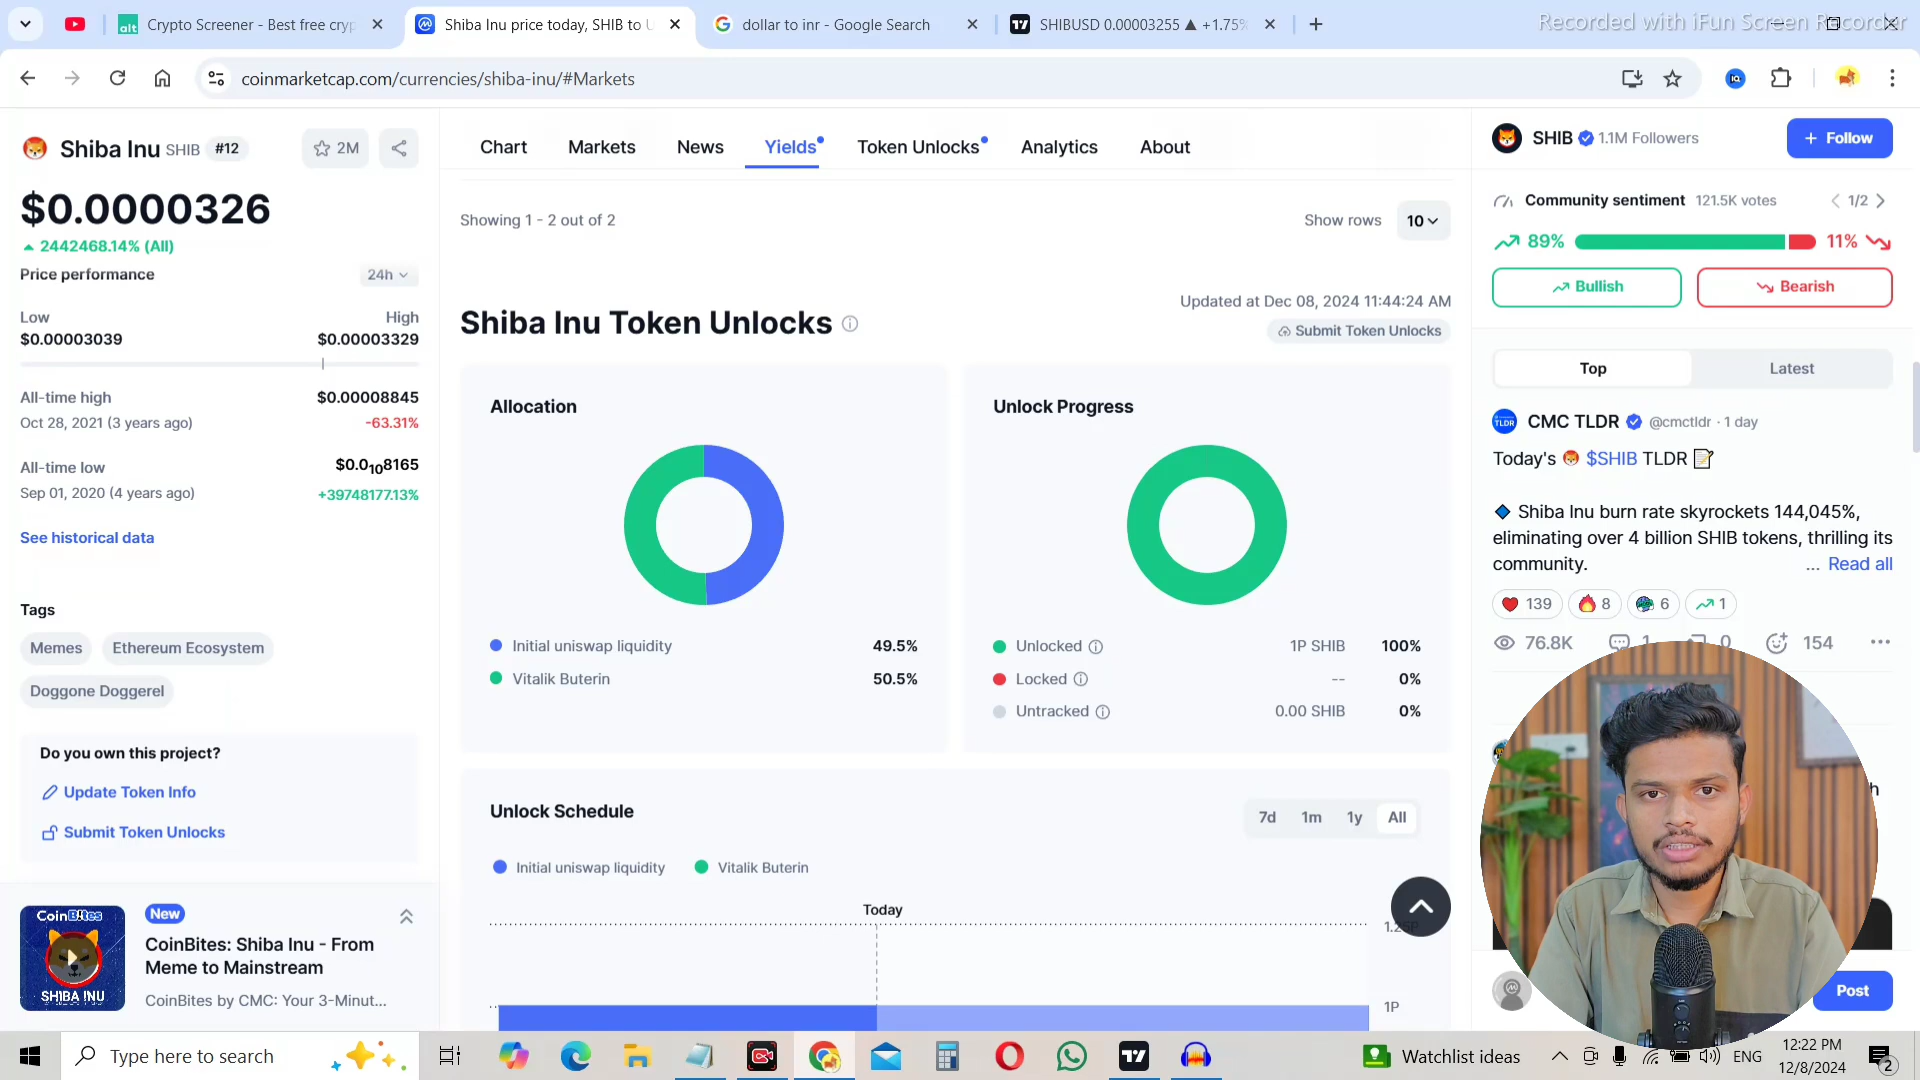 Crypto Screener - Best free cryp
Shiba Inu price today, SHIB to U
dollar to inr - Google Search
SHIBUSD 0.00003255 ▲ +1.75%
Recorded with iFun Screen Recorder
coinmarketcap.com/currencies/shiba-inu/#Markets
Shiba Inu SHIB #12
2M
Chart
Markets
News
Yields
Token Unlocks
Analytics
About
$0.0000326
2442468.14% (All)
Price performance
24h
Low
High
$0.00003039
$0.00003329
All-time high
$0.00008845
Oct 28, 2021 (3 years ago)
-63.31%
All-time low
$0.0₁₀8165
Sep 01, 2020 (4 years ago)
+39748177.13%
See historical data
Tags
Memes
Ethereum Ecosystem
Doggone Doggerel
Do you own this project?
Update Token Info
Submit Token Unlocks
CoinBites
SHIBA INU
New
CoinBites: Shiba Inu - From
Meme to Mainstream
CoinBites by CMC: Your 3-Minut...
Showing 1 - 2 out of 2
Show rows
10
Updated at Dec 08, 2024 11:44:24 AM
Shiba Inu Token Unlocks
Submit Token Unlocks
Allocation
Initial uniswap liquidity 49.5%
Vitalik Buterin 50.5%
Unlock Progress
Unlocked 1P SHIB 100%
Locked -- 0%
Untracked 0.00 SHIB 0%
Unlock Schedule
7d 1m 1y All
Initial uniswap liquidity
Vitalik Buterin
Today
1P
SHIB 1.1M Followers
+ Follow
Community sentiment 121.5K votes
1/2
89%
11%
Bullish
Bearish
Top
Latest
TLDR
CMC TLDR @cmctldr · 1 day
Today's $SHIB TLDR
Shiba Inu burn rate skyrockets 144,045%,
eliminating over 4 billion SHIB tokens, thrilling its
community.
... Read all
139
8
6
1
76.8K
1
0
154
Post
Type here to search
Watchlist ideas
ENG
12:22 PM
12/8/2024
2